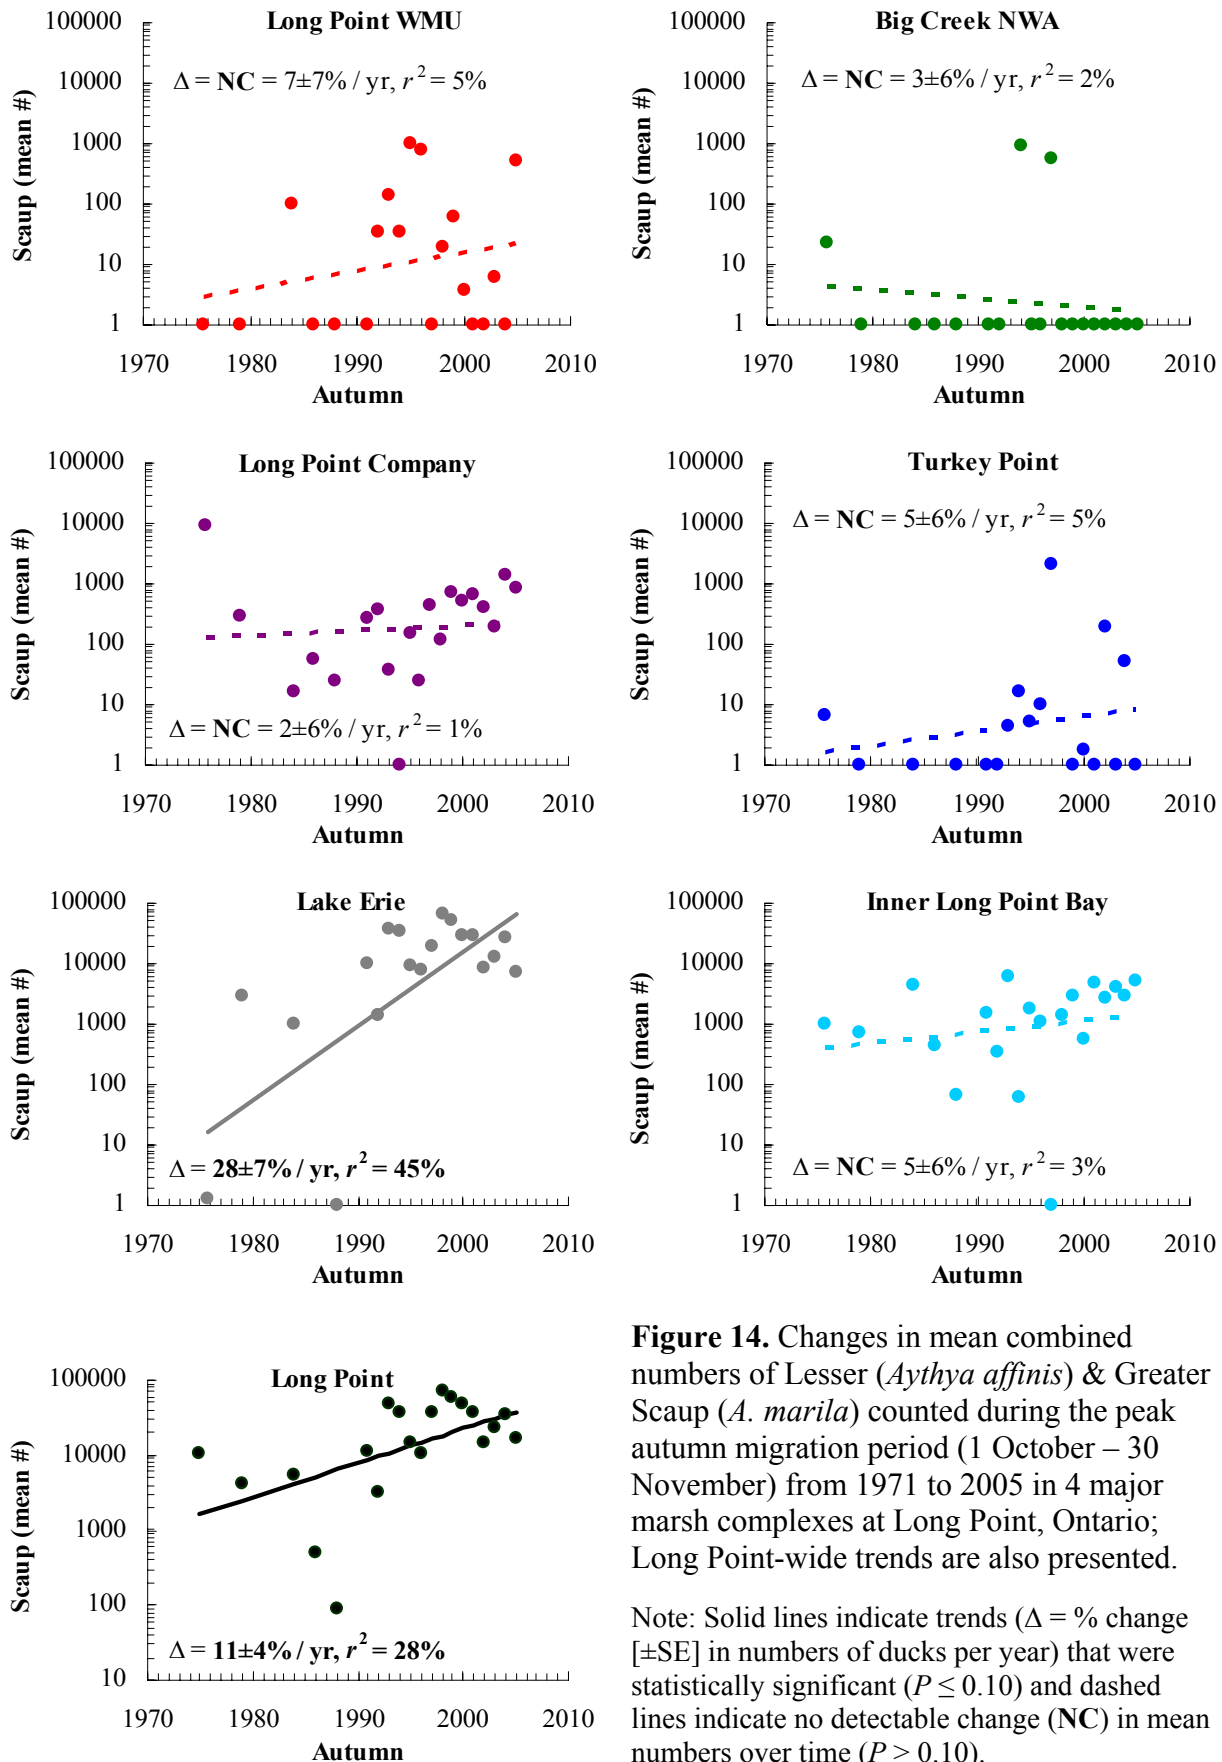 Long Point WMU
Δ = NC = 7±7% / yr, r² = 5%
Scaup (mean #)
100000
10000
1000
100
10
1
1970 1980 1990 2000 2010
Autumn
Big Creek NWA
Δ = NC = 3±6% / yr, r² = 2%
Scaup (mean #)
100000
10000
1000
100
10
1
1970 1980 1990 2000 2010
Autumn
Long Point Company
Scaup (mean #)
100000
10000
1000
100
10
1
Δ = NC = 2±6% / yr, r² = 1%
1970 1980 1990 2000 2010
Autumn
Turkey Point
Δ = NC = 5±6% / yr, r² = 5%
Scaup (mean #)
100000
10000
1000
100
10
1
1970 1980 1990 2000 2010
Autumn
Lake Erie
Scaup (mean #)
100000
10000
1000
100
10
1
Δ = 28±7% / yr, r² = 45%
1970 1980 1990 2000 2010
Autumn
Inner Long Point Bay
Scaup (mean #)
100000
10000
1000
100
10
1
Δ = NC = 5±6% / yr, r² = 3%
1970 1980 1990 2000 2010
Autumn
Long Point
Scaup (mean #)
100000
10000
1000
100
10
Δ = 11±4% / yr, r² = 28%
1970 1980 1990 2000 2010
Autumn
Figure 14. Changes in mean combined
numbers of Lesser (Aythya affinis) & Greater
Scaup (A. marila) counted during the peak
autumn migration period (1 October – 30
November) from 1971 to 2005 in 4 major
marsh complexes at Long Point, Ontario;
Long Point-wide trends are also presented.
Note: Solid lines indicate trends (Δ = % change
[±SE] in numbers of ducks per year) that were
statistically significant (P ≤ 0.10) and dashed
lines indicate no detectable change (NC) in mean
numbers over time (P > 0.10).